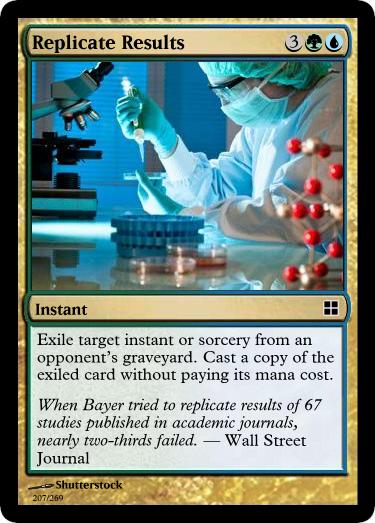 Replicate Results 3
Instant
Exile target instant or sorcery from an
opponent's graveyard. Cast a copy of the
exiled card without paying its mana cost.
When Bayer tried to replicate results of 67
studies published in academic journals,
nearly two-thirds failed. — Wall Street
Journal
Shutterstock
207/269